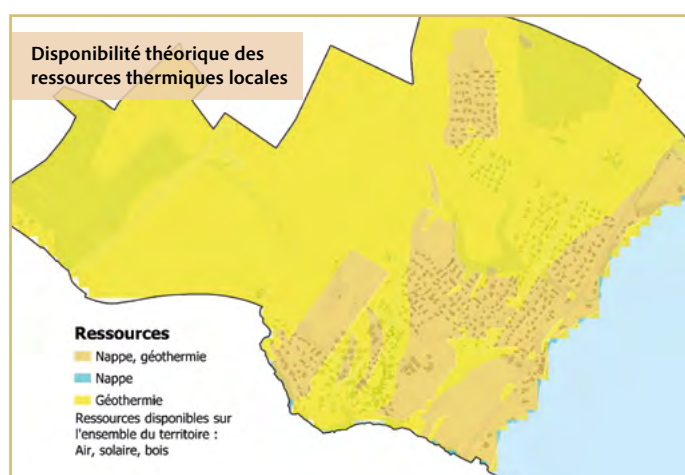 Disponibilité théorique des
ressources thermiques locales
Ressources
Nappe, géothermie
Nappe
Géothermie
Ressources disponibles sur
l'ensemble du territoire :
Air, solaire, bois